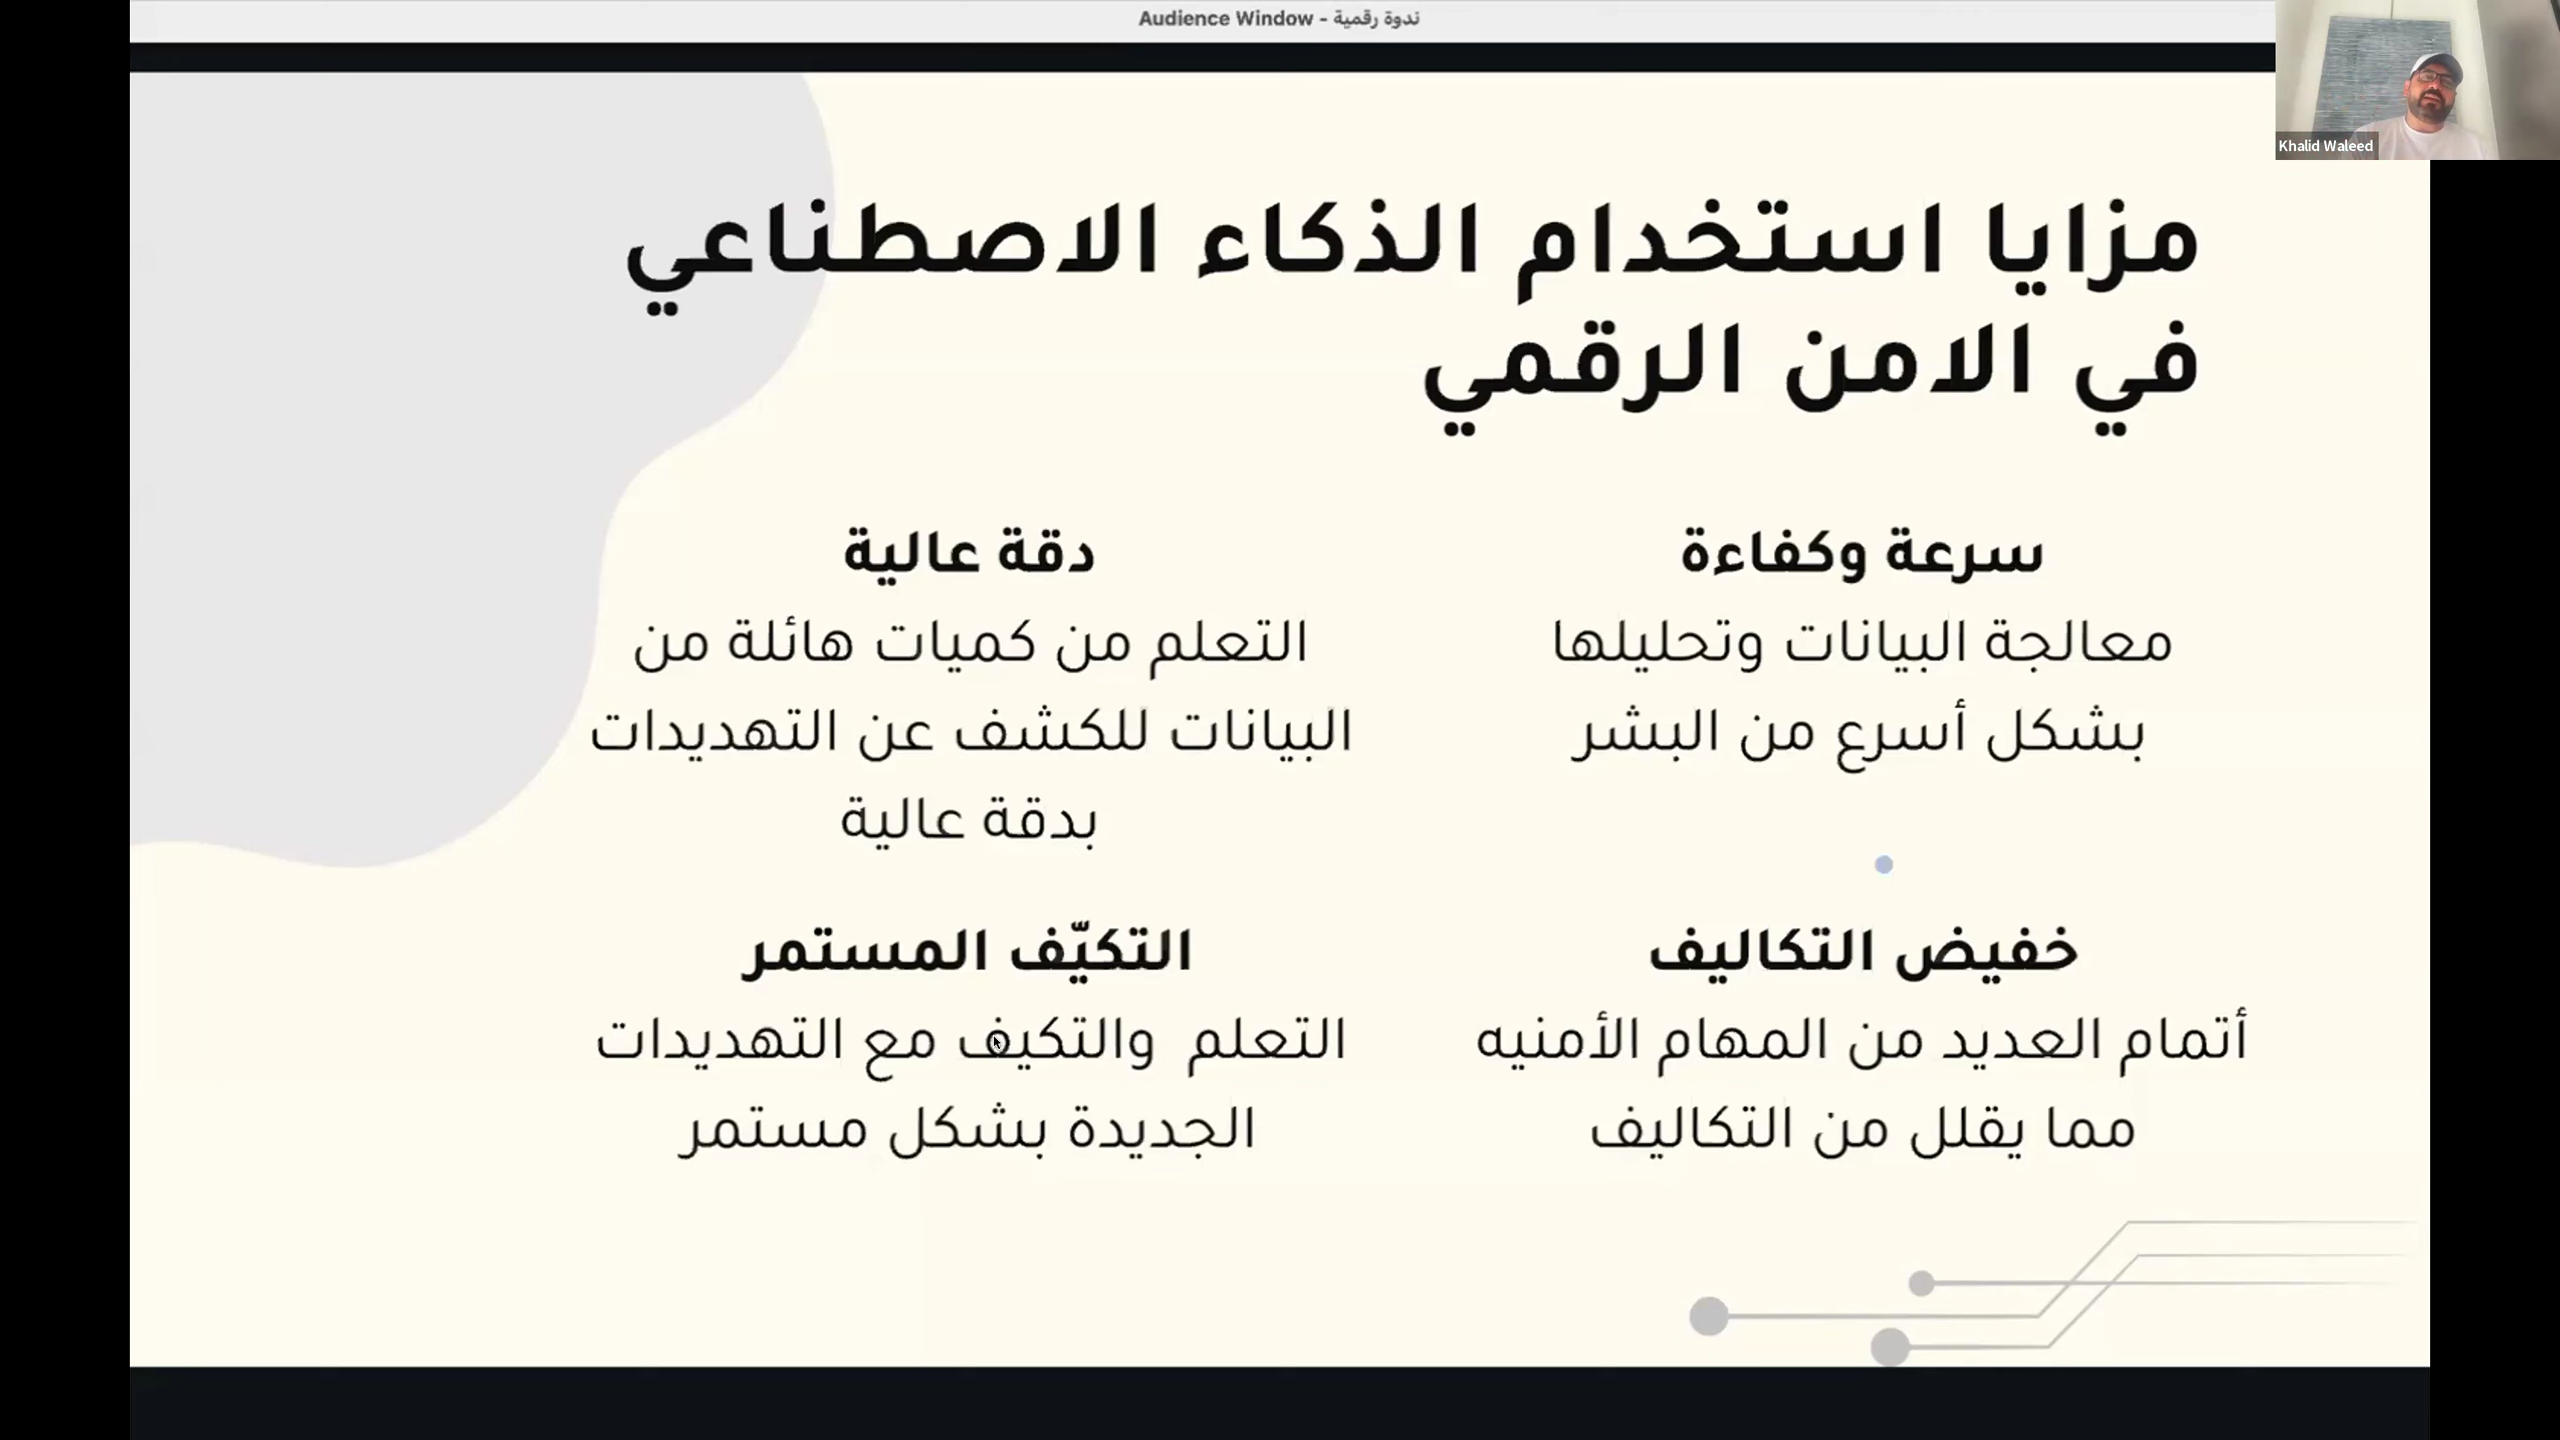 Audience Window - ندوة رقمية
Khalid Waleed
مزايا استخدام الذكاء الاصطناعي
في الامن الرقمي
سرعة وكفاءة
معالجة البيانات وتحليلها
بشكل أسرع من البشر
دقة عالية
التعلم من كميات هائلة من
البيانات للكشف عن التهديدات
بدقة عالية
خفيض التكاليف
أتمام العديد من المهام الأمنيه
مما يقلل من التكاليف
التكيّف المستمر
التعلم والتكيف مع التهديدات
الجديدة بشكل مستمر